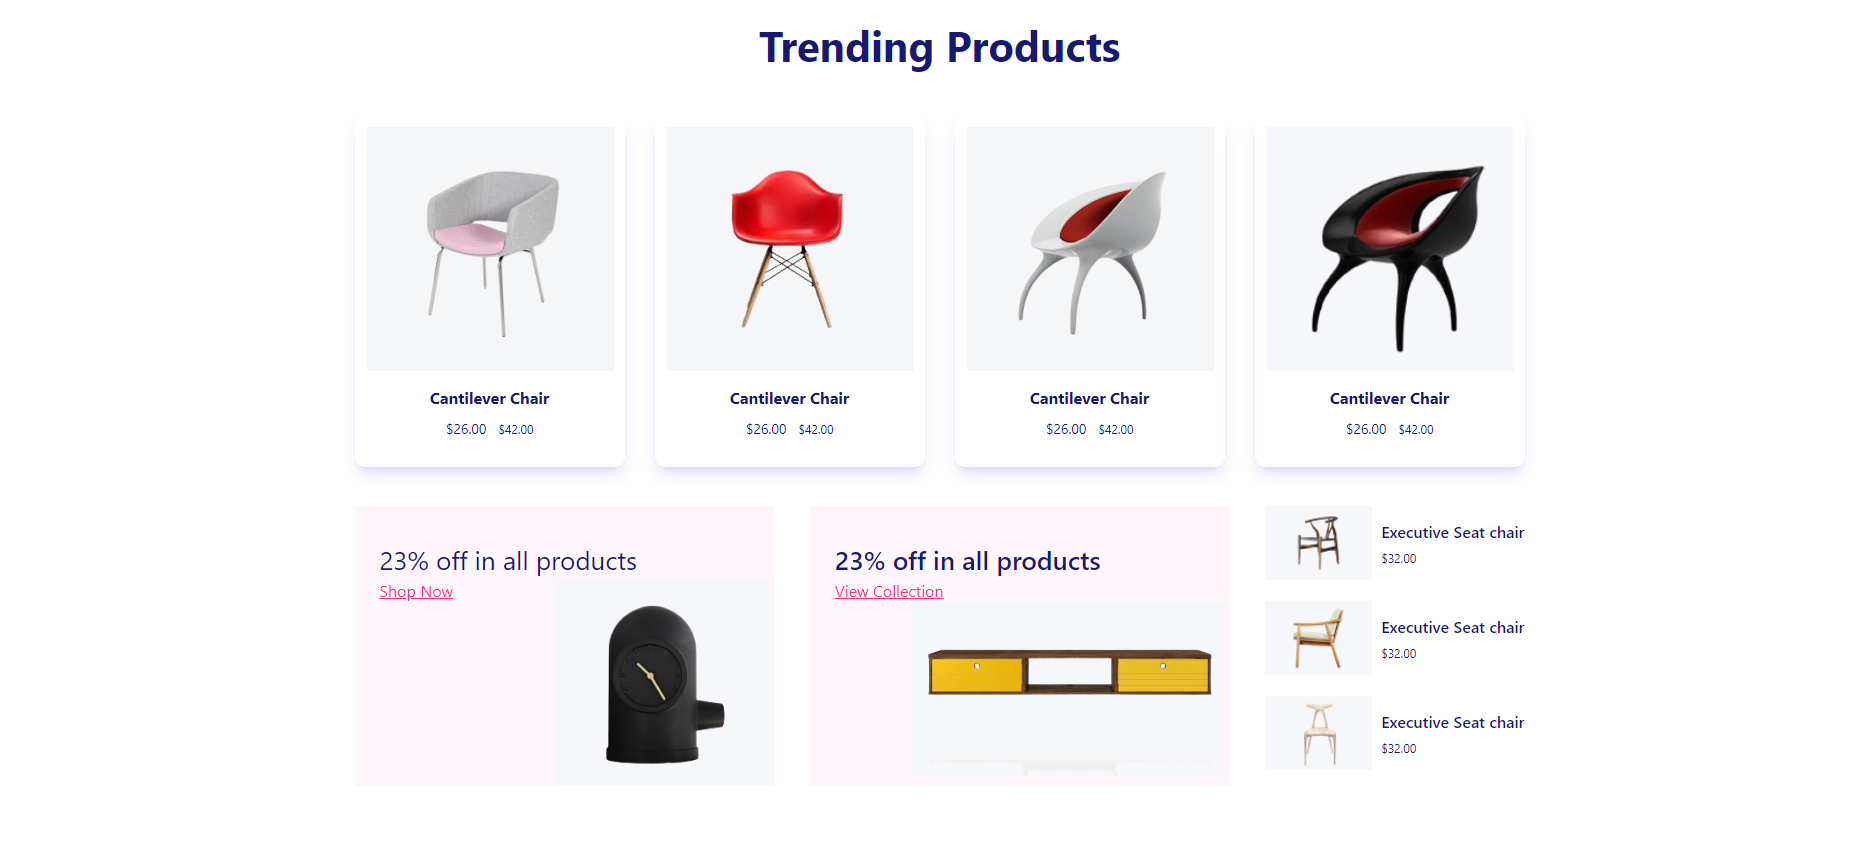 Trending Products
Cantilever Chair
$26.00 $42.00
Cantilever Chair
$26.00 $42.00
Cantilever Chair
$26.00 $42.00
Cantilever Chair
$26.00 $42.00
23% off in all products
Shop Now
23% off in all products
View Collection
Executive Seat chair
$32.00
Executive Seat chair
$32.00
Executive Seat chair
$32.00